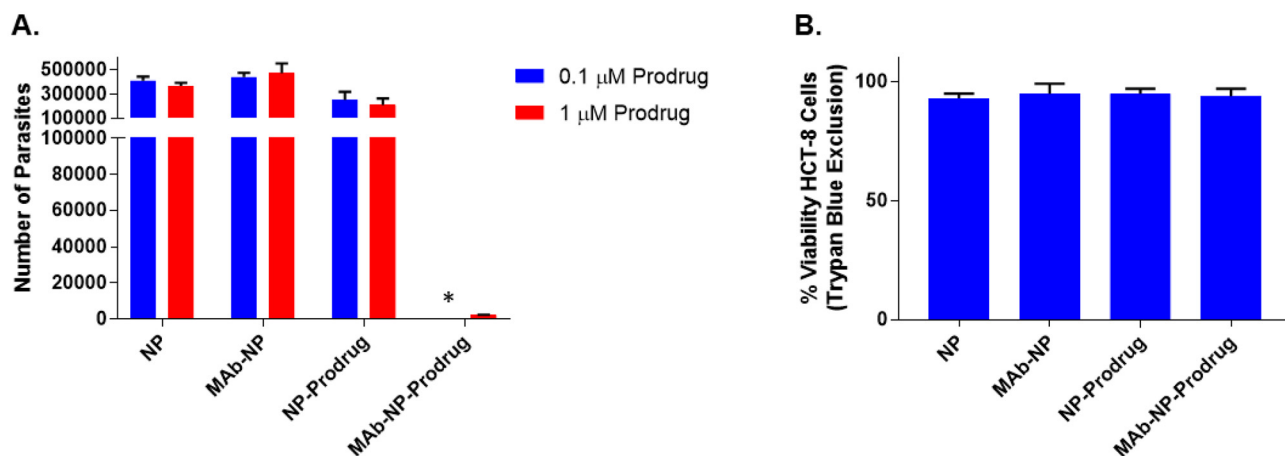 A.
Number of Parasites
500000
300000
100000
100000
80000
60000
40000
20000
0
*
NP
MAb-NP
NP-Prodrug
MAb-NP-Prodrug
0.1 μM Prodrug
1 μM Prodrug
B.
% Viability HCT-8 Cells
(Trypan Blue Exclusion)
100
50
0
NP
MAb-NP
NP-Prodrug
MAb-NP-Prodrug